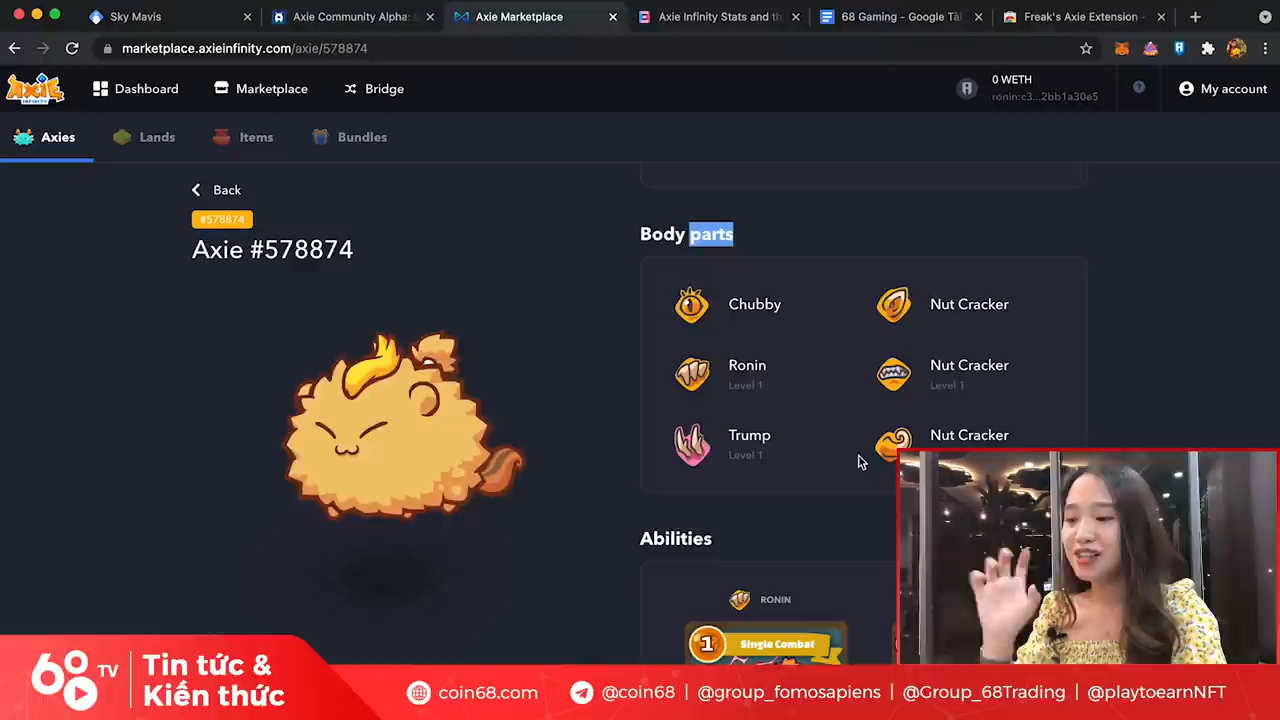 Sky Mavis
Axie Community Alpha:
Axie Marketplace
Axie Infinity Stats and th
68 Gaming - Google Tà
Freak's Axie Extension -
marketplace.axieinfinity.com/axie/578874
AXIE
INFINITY
Dashboard
Marketplace
Bridge
0 WETH
ronin:c3...2bb1a30e5
My account
Axies
Lands
Items
Bundles
Back
#578874
Axie #578874
Body parts
Chubby
Nut Cracker
Ronin
Level 1
Nut Cracker
Level 1
Trump
Level 1
Nut Cracker
Abilities
RONIN
1
Single Combat
68 TV
Tin tức &
Kiến thức
coin68.com
@coin68 | @group_fomosapiens | @Group_68Trading | @playtoearnNFT